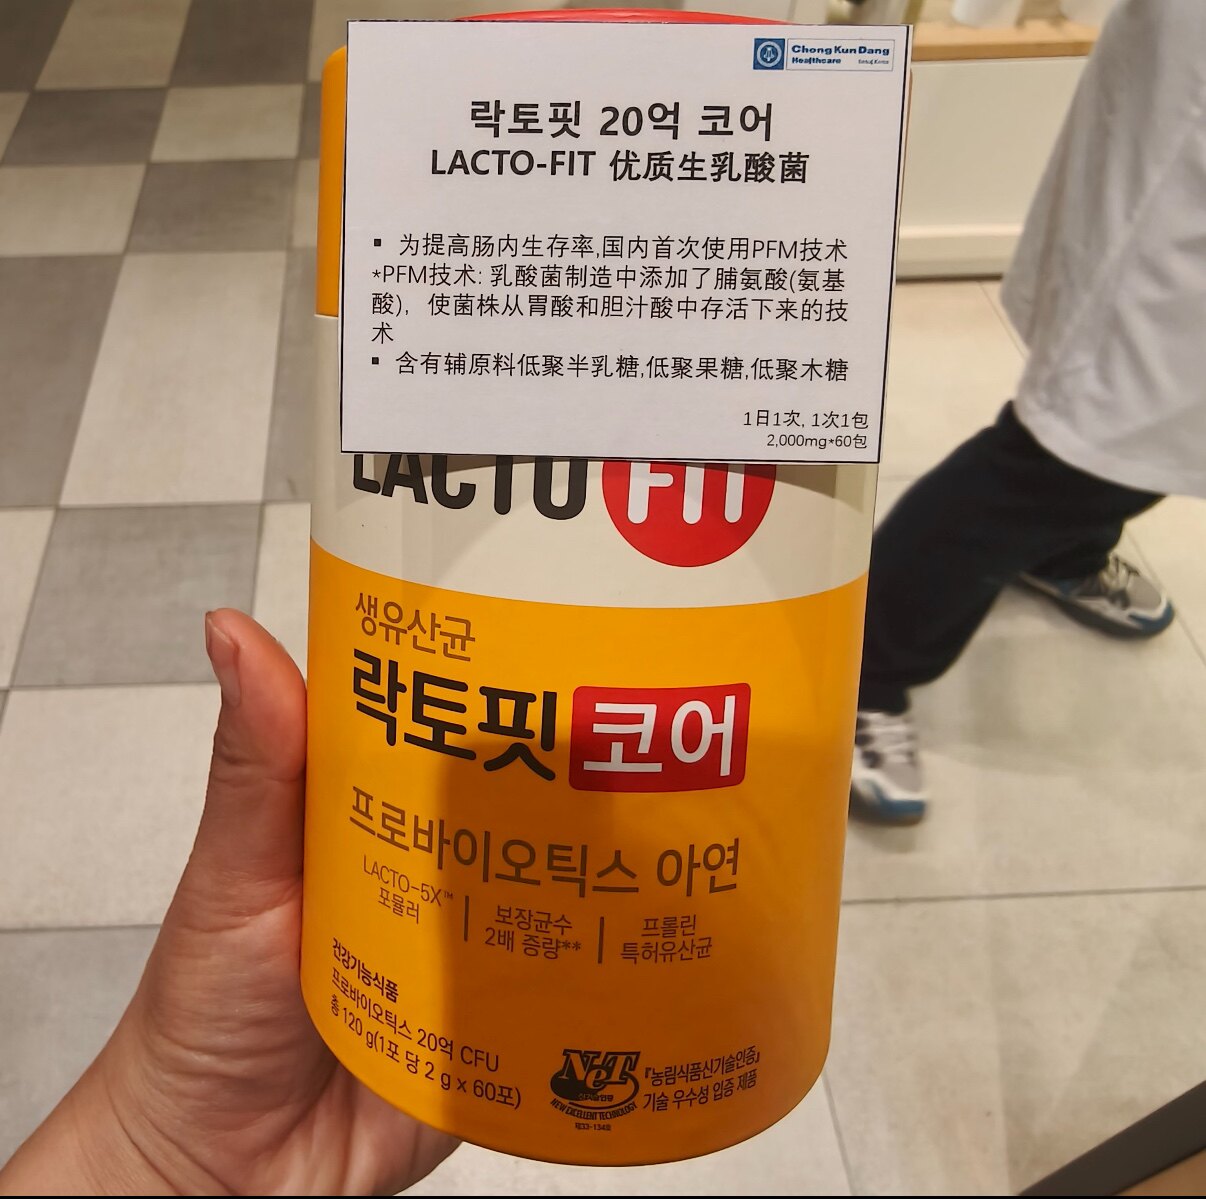 Chong Kun Dang
Healthcare
락토핏 20억 코어
LACTO-FIT 优质生乳酸菌
▪ 为提高肠内生存率,国内首次使用PFM技术
*PFM技术: 乳酸菌制造中添加了脯氨酸(氨基
酸)，使菌株从胃酸和胆汁酸中存活下来的技
术
▪ 含有辅原料低聚半乳糖,低聚果糖,低聚木糖
1日1次, 1次1包
2,000mg*60包
LACTO FIT
생유산균
락토핏 코어
프로바이오틱스 아연
LACTO-5X™
포뮬러
보장균수
2배 증량**
프롤린
특허유산균
건강기능식품
프로바이오틱스 20억 CFU
총 120 g(1포 당 2 g x 60포)
NeT
NEW EXCELLENT TECHNOLOGY
『농림식품신기술인증』
기술 우수성 입증 제품